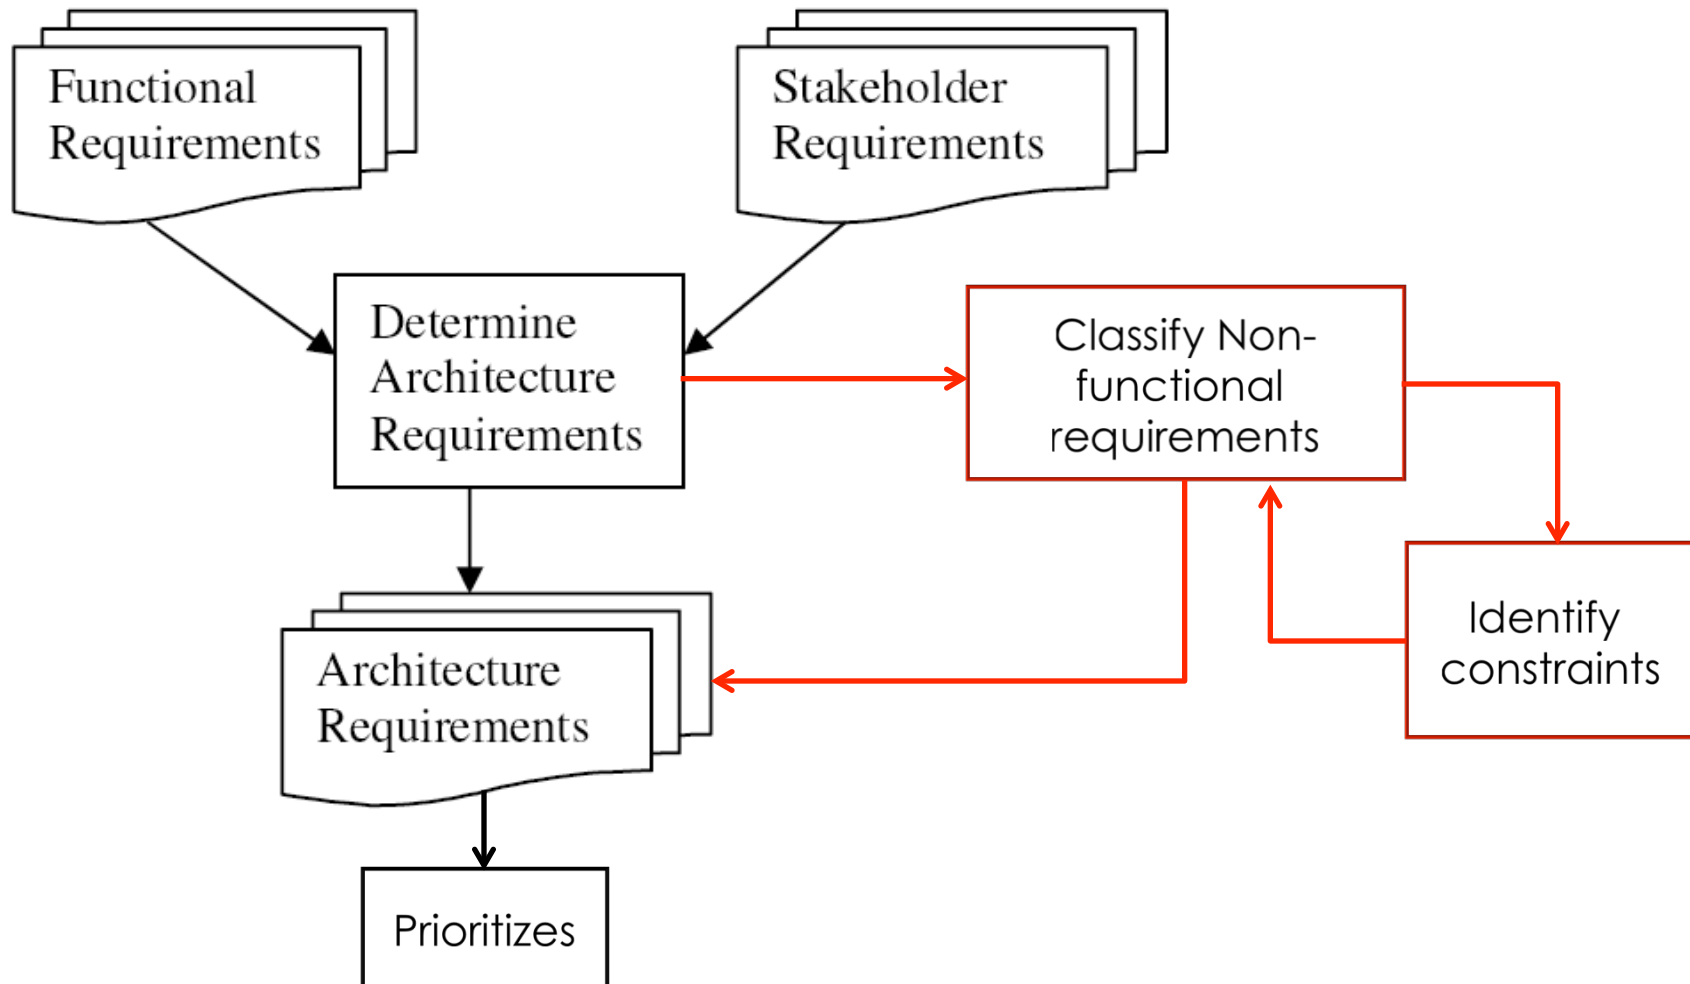 Functional
Requirements
Stakeholder
Requirements
Determine
Architecture
Requirements
Classify Non-
functional
requirements
Identify
constraints
Architecture
Requirements
Prioritizes